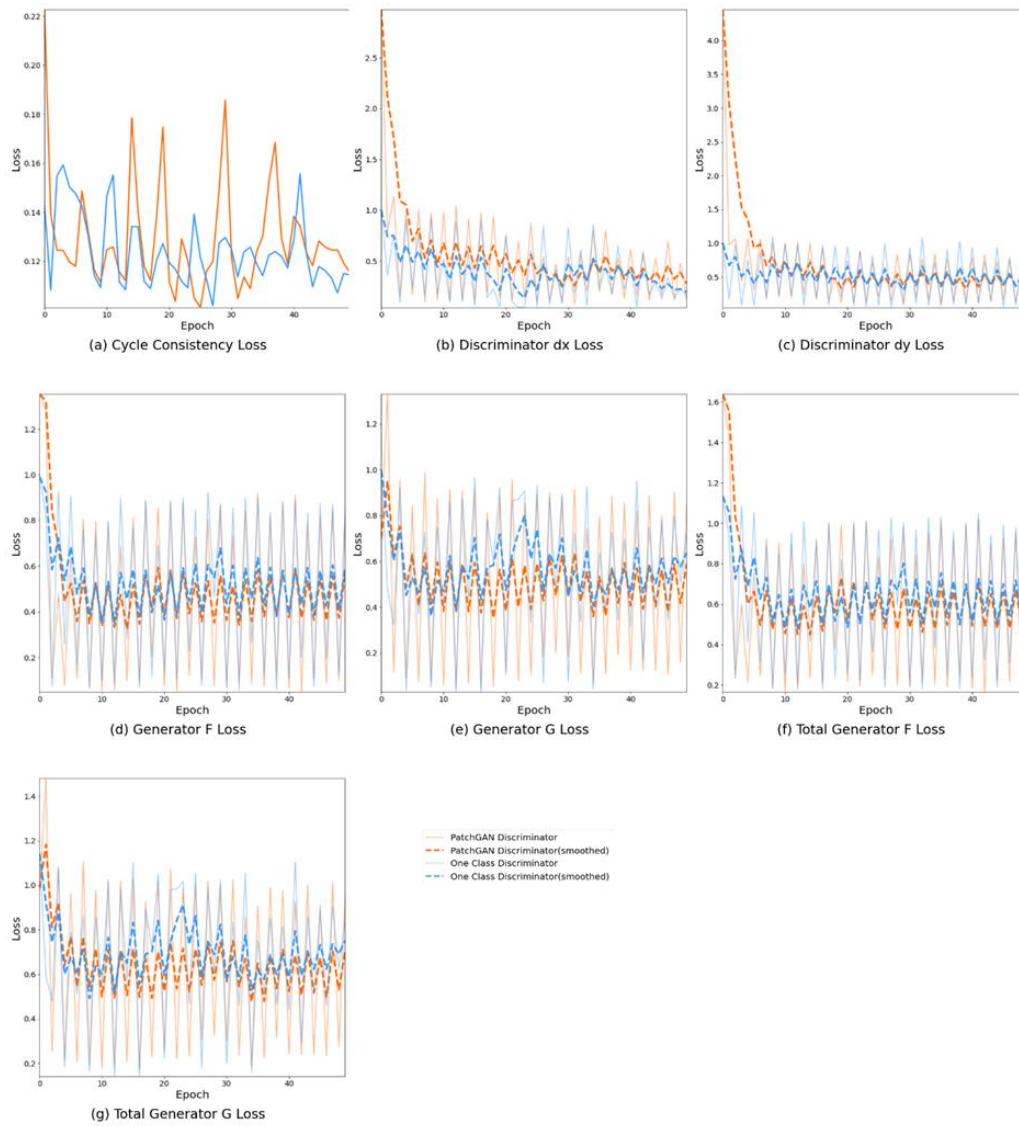 0.22
0.20
0.18
0.16
0.14
0.12
Loss
0 10 20 30 40
Epoch
(a) Cycle Consistency Loss
2.5
2.0
1.5
1.0
0.5
Loss
0 10 20 30 40
Epoch
(b) Discriminator dx Loss
4.0
3.5
3.0
2.5
2.0
1.5
1.0
0.5
Loss
0 10 20 30 40
Epoch
(c) Discriminator dy Loss
1.2
1.0
0.8
0.6
0.4
0.2
Loss
0 10 20 30 40
Epoch
(d) Generator F Loss
1.2
1.0
0.8
0.6
0.4
0.2
Loss
0 10 20 30 40
Epoch
(e) Generator G Loss
1.6
1.4
1.2
1.0
0.8
0.6
0.4
0.2
Loss
0 10 20 30 40
Epoch
(f) Total Generator F Loss
1.4
1.2
1.0
0.8
0.6
0.4
0.2
Loss
0 10 20 30 40
Epoch
(g) Total Generator G Loss
PatchGAN Discriminator
PatchGAN Discriminator(smoothed)
One Class Discriminator
One Class Discriminator(smoothed)